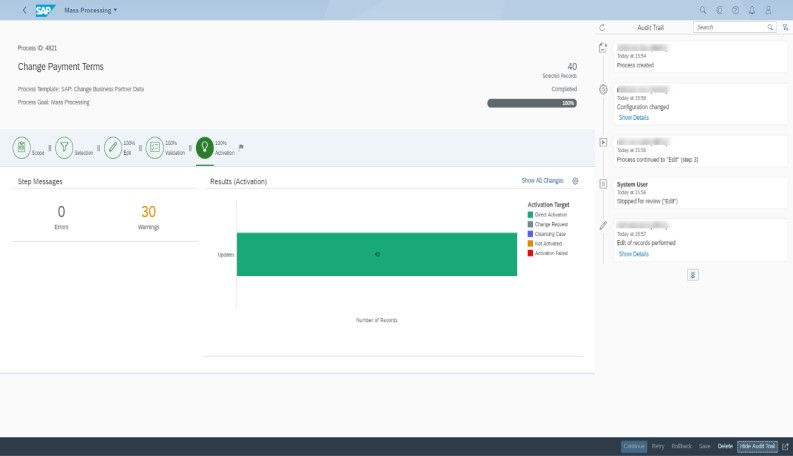 SAP Mass Processing
Process ID: 4821
Change Payment Terms
40
Selected Records
Process Template: SAP: Change Business Partner Data
Completed
Process Goal: Mass Processing
100%
Scope
Selection
100%
Edit
100%
Validation
100%
Activation
Step Messages
0
Errors
30
Warnings
Results (Activation)
Show All Changes
Updates
40
Number of Records
Activation Target
Direct Activation
Change Request
Cleansing Case
Not Activated
Activation Failed
Audit Trail
Search
Today at 15:54
Process created
Today at 15:56
Configuration changed
Show Details
Today at 15:56
Process continued to "Edit" (step 3)
System User
Today at 15:56
Stopped for review ("Edit")
Today at 15:57
Edit of records performed
Show Details
Continue Retry Rollback Save Delete Hide Audit Trail